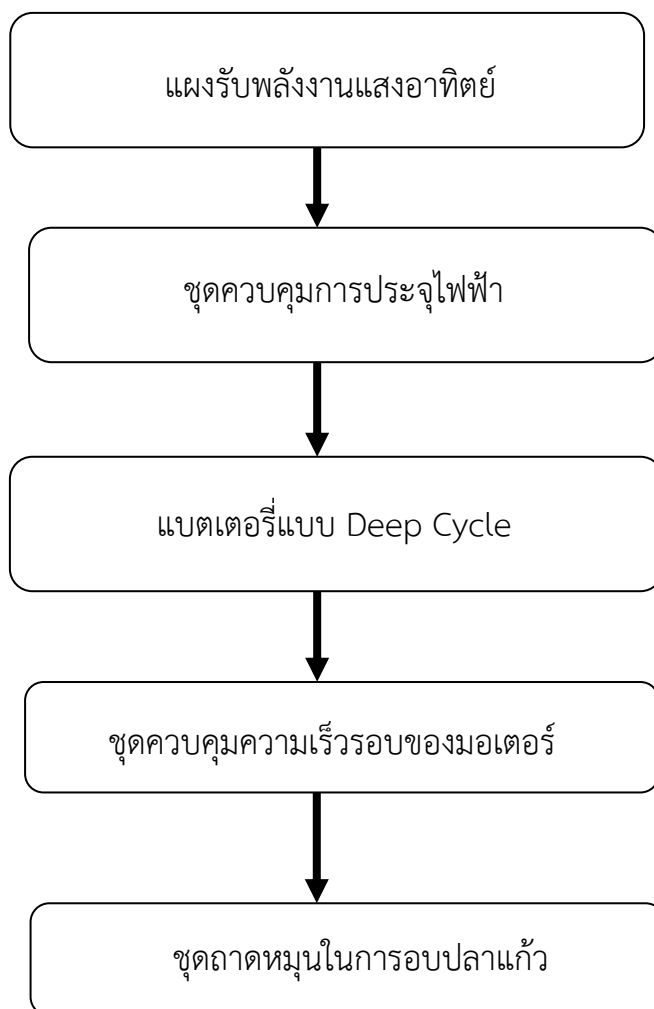 แผงรับพลังงานแสงอาทิตย์
ชุดควบคุมการประจุไฟฟ้า
แบตเตอรี่แบบ Deep Cycle
ชุดควบคุมความเร็วรอบของมอเตอร์
ชุดถาดหมุนในการอบปลาแก้ว